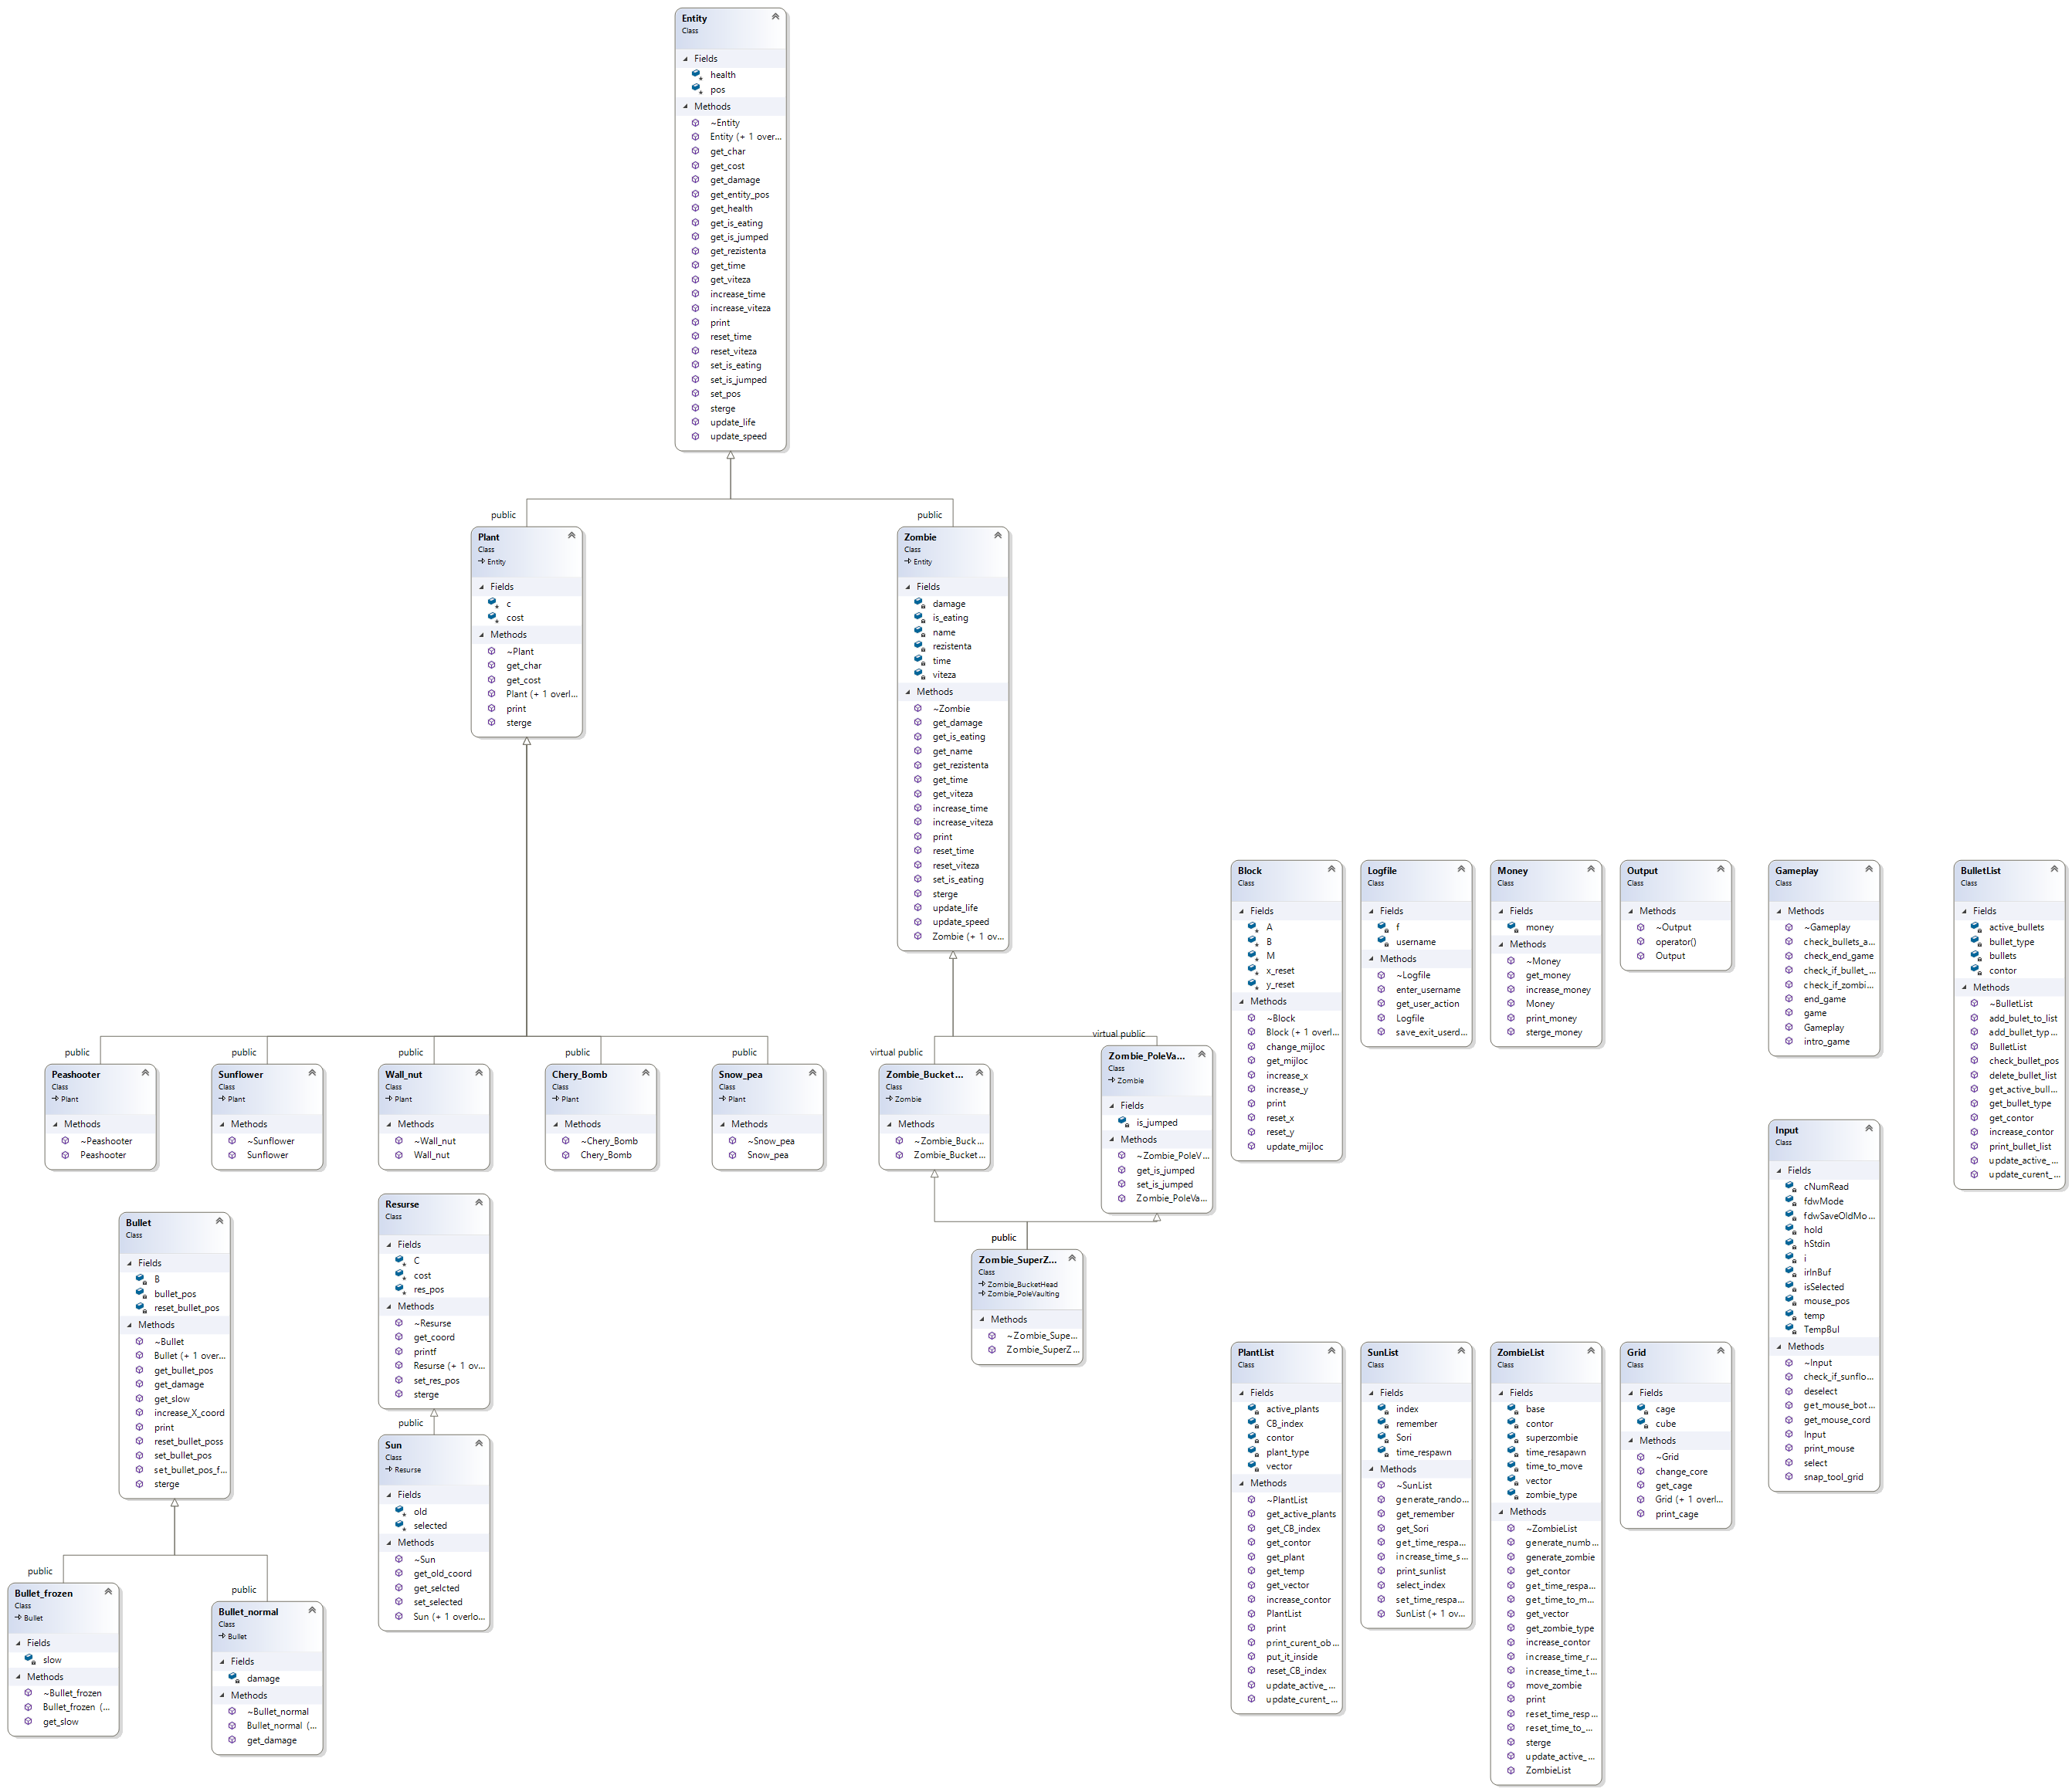 Entity
Class
Fields
health
pos
Methods
~Entity
Entity (+ 1 over...
get_char
get_cost
get_damage
get_entity_pos
get_health
get_is_eating
get_is_jumped
get_rezistenta
get_time
get_viteza
increase_time
increase_viteza
print
reset_time
reset_viteza
set_is_eating
set_is_jumped
set_pos
sterge
update_life
update_speed
public
public
Plant
Class
Entity
Fields
c
cost
Methods
~Plant
get_char
get_cost
Plant (+ 1 overl...
print
sterge
Zombie
Class
Entity
Fields
damage
is_eating
name
rezistenta
time
viteza
Methods
~Zombie
get_damage
get_is_eating
get_name
get_rezistenta
get_time
get_viteza
increase_time
increase_viteza
print
reset_time
reset_viteza
set_is_eating
sterge
update_life
update_speed
Zombie (+ 1 ov...
Block
Class
Fields
A
B
M
x_reset
y_reset
Methods
~Block
Block (+ 1 overl...
change_mijloc
get_mijloc
increase_x
increase_y
print
reset_x
reset_y
update_mijloc
Logfile
Class
Fields
f
username
Methods
~Logfile
enter_username
get_user_action
Logfile
save_exit_userd...
Money
Class
Fields
money
Methods
~Money
get_money
increase_money
Money
print_money
sterge_money
Output
Class
Methods
~Output
operator()
Output
Gameplay
Class
Methods
~Gameplay
check_bullets_a...
check_end_game
check_if_bullet_...
check_if_zombi...
end_game
game
Gameplay
intro_game
BulletList
Class
Fields
active_bullets
bullet_type
bullets
contor
Methods
~BulletList
add_bulet_to_list
add_bullet_typ...
BulletList
check_bullet_pos
delete_bullet_list
get_active_bull...
get_bullet_type
get_contor
increase_contor
print_bullet_list
update_active_...
update_curent_...
public
public
public
public
public
virtual public
virtual public
Peashooter
Class
Plant
Methods
~Peashooter
Peashooter
Sunflower
Class
Plant
Methods
~Sunflower
Sunflower
Wall_nut
Class
Plant
Methods
~Wall_nut
Wall_nut
Chery_Bomb
Class
Plant
Methods
~Chery_Bomb
Chery_Bomb
Snow_pea
Class
Plant
Methods
~Snow_pea
Snow_pea
Zombie_Bucket...
Class
Zombie
Methods
~Zombie_Buck...
Zombie_Bucket...
Zombie_PoleVa...
Class
Zombie
Fields
is_jumped
Methods
~Zombie_PoleV...
get_is_jumped
set_is_jumped
Zombie_PoleVa...
Input
Class
Fields
cNumRead
fdwMode
fdwSaveOldMo...
hold
hStdin
i
irInBuf
isSelected
mouse_pos
temp
TempBul
Methods
~Input
check_if_sunflo...
deselect
get_mouse_bot...
get_mouse_cord
Input
print_mouse
select
snap_tool_grid
Bullet
Class
Fields
B
bullet_pos
reset_bullet_pos
Methods
~Bullet
Bullet (+ 1 over...
get_bullet_pos
get_damage
get_slow
increase_X_coord
print
reset_bullet_poss
set_bullet_pos
set_bullet_pos_f...
sterge
Resurse
Class
Fields
C
cost
res_pos
Methods
~Resurse
get_coord
printf
Resurse (+ 1 ove...
set_res_pos
sterge
public
Sun
Class
Resurse
Fields
old
selected
Methods
~Sun
get_old_coord
get_selcted
set_selected
Sun (+ 1 overlo...
public
Zombie_SuperZ...
Class
Zombie_BucketHead
Zombie_PoleVaulting
Methods
~Zombie_Supe...
Zombie_SuperZ...
PlantList
Class
Fields
active_plants
CB_index
contor
plant_type
vector
Methods
~PlantList
get_active_plants
get_CB_index
get_contor
get_plant
get_temp
get_vector
increase_contor
PlantList
print
print_curent_ob...
put_it_inside
reset_CB_index
update_active_...
update_curent_...
SunList
Class
Fields
index
remember
Sori
time_respawn
Methods
~SunList
generate_rando...
get_remember
get_Sori
get_time_respa...
increase_time_s...
print_sunlist
select_index
set_time_respa...
SunList (+ 1 ov...
ZombieList
Class
Fields
base
contor
superzombie
time_resapawn
time_to_move
vector
zombie_type
Methods
~ZombieList
generate_numb...
generate_zombie
get_contor
get_time_respa...
get_time_to_m...
get_vector
get_zombie_type
increase_contor
increase_time_r...
increase_time_t...
move_zombie
print
reset_time_resp...
reset_time_to_...
sterge
update_active_...
ZombieList
Grid
Class
Fields
cage
cube
Methods
~Grid
change_core
get_cage
Grid (+ 1 overl...
print_cage
public
public
Bullet_frozen
Class
Bullet
Fields
slow
Methods
~Bullet_frozen
Bullet_frozen (...
get_slow
Bullet_normal
Class
Bullet
Fields
damage
Methods
~Bullet_normal
Bullet_normal (...
get_damage